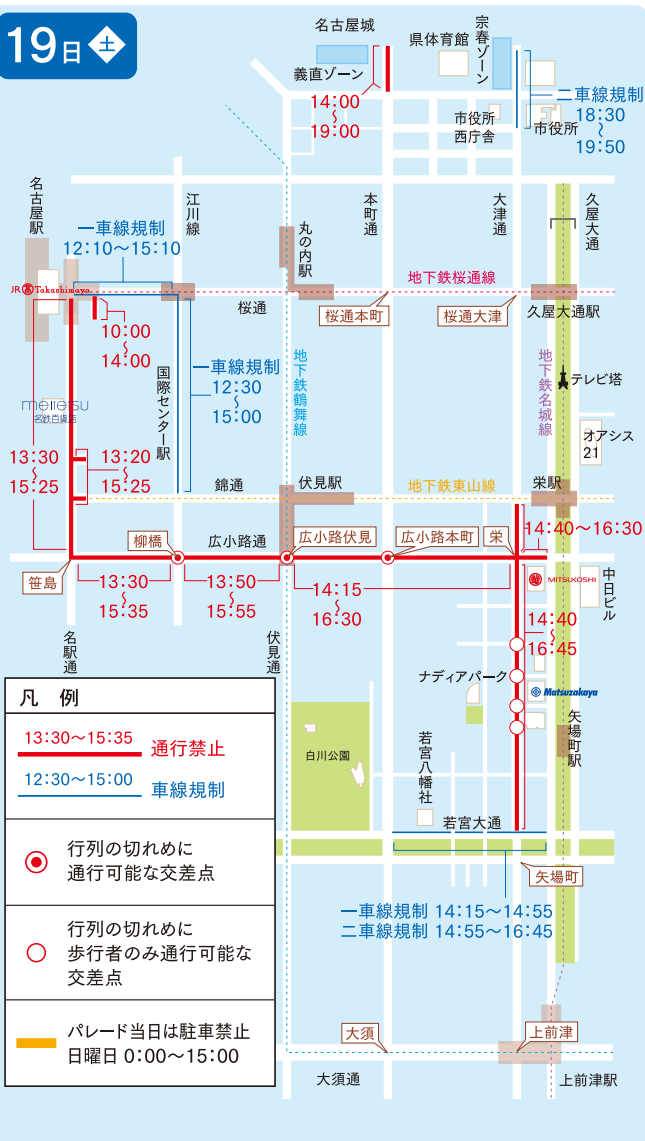 19日 土
名古屋城
県体育館
宗春ゾーン
義直ゾーン
14:00
〜
19:00
二車線規制
18:30
〜
19:50
市役所
西庁舎
市役所
名古屋駅
江川線
丸の内駅
本町通
大津通
久屋大通
一車線規制
12:10〜15:10
地下鉄桜通線
JR 髙 Takashimaya
桜通
桜通本町
桜通大津
久屋大通駅
10:00
〜
14:00
国際センター駅
一車線規制
12:30
〜
15:00
地下鉄鶴舞線
地下鉄名城線
テレビ塔
meitetsu
名鉄百貨店
オアシス
21
13:30
〜
15:25
13:20
〜
15:25
錦通
伏見駅
地下鉄東山線
栄駅
柳橋
広小路通
広小路伏見
広小路本町
栄
14:40〜16:30
笹島
13:30
〜
15:35
13:50
〜
15:55
14:15
〜
16:30
MITSUKOSHI
中日ビル
14:40
〜
16:45
名駅通
伏見通
ナディアパーク
Matsuzakaya
矢場町駅
白川公園
若宮八幡社
若宮大通
矢場町
一車線規制 14:15〜14:55
二車線規制 14:55〜16:45
凡 例
13:30〜15:35 通行禁止
12:30〜15:00 車線規制
行列の切れめに
通行可能な交差点
行列の切れめに
歩行者のみ通行可能な
交差点
パレード当日は駐車禁止
日曜日 0:00〜15:00
大須
上前津
大須通
上前津駅